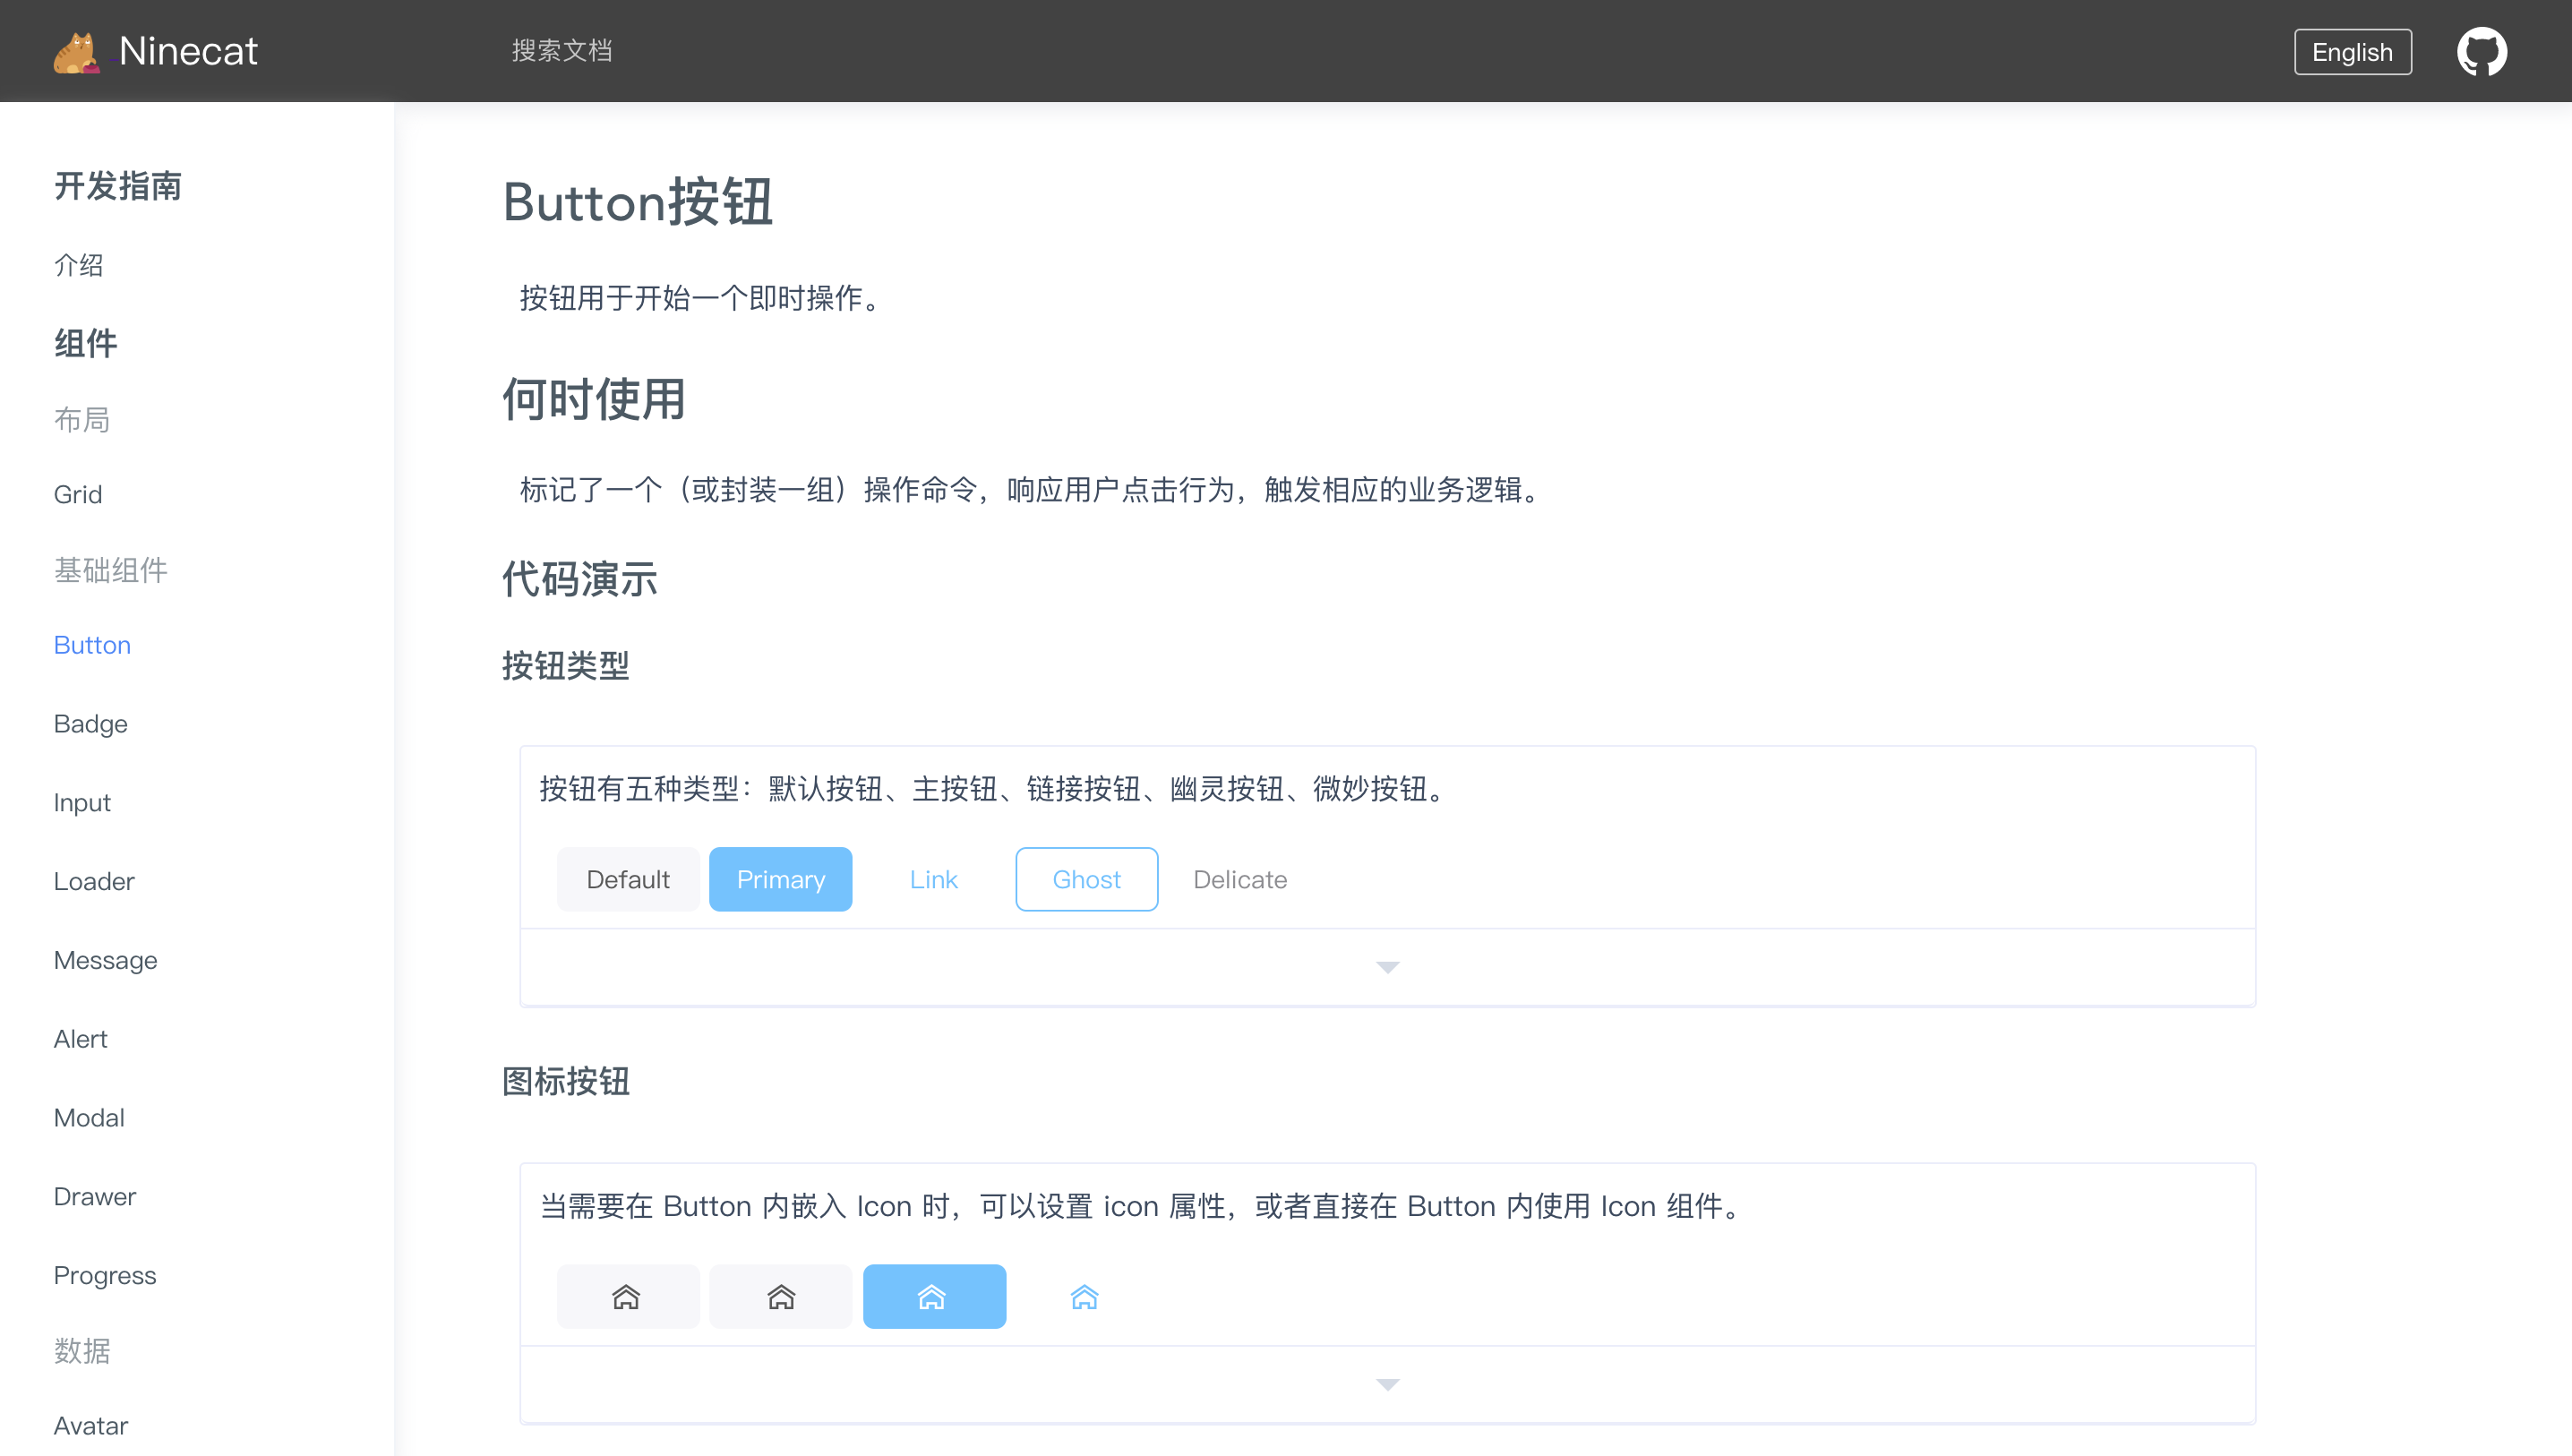 Ninecat
搜索文档
English
开发指南
介绍
组件
布局
Grid
基础组件
Button
Badge
Input
Loader
Message
Alert
Modal
Drawer
Progress
数据
Avatar
Button按钮
按钮用于开始一个即时操作。
何时使用
标记了一个（或封装一组）操作命令，响应用户点击行为，触发相应的业务逻辑。
代码演示
按钮类型
按钮有五种类型：默认按钮、主按钮、链接按钮、幽灵按钮、微妙按钮。
Default Primary Link Ghost Delicate
图标按钮
当需要在 Button 内嵌入 Icon 时，可以设置 icon 属性，或者直接在 Button 内使用 Icon 组件。